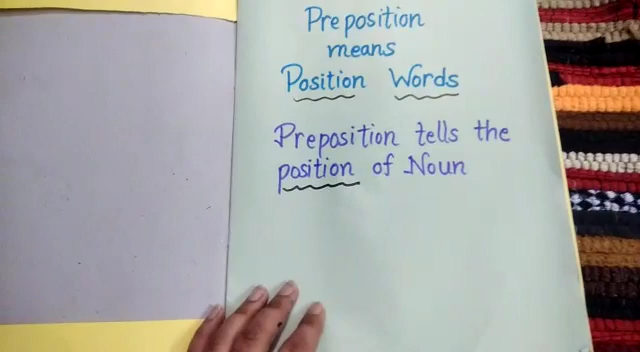 Preposition
means
Position Words
Preposition tells the
position of Noun